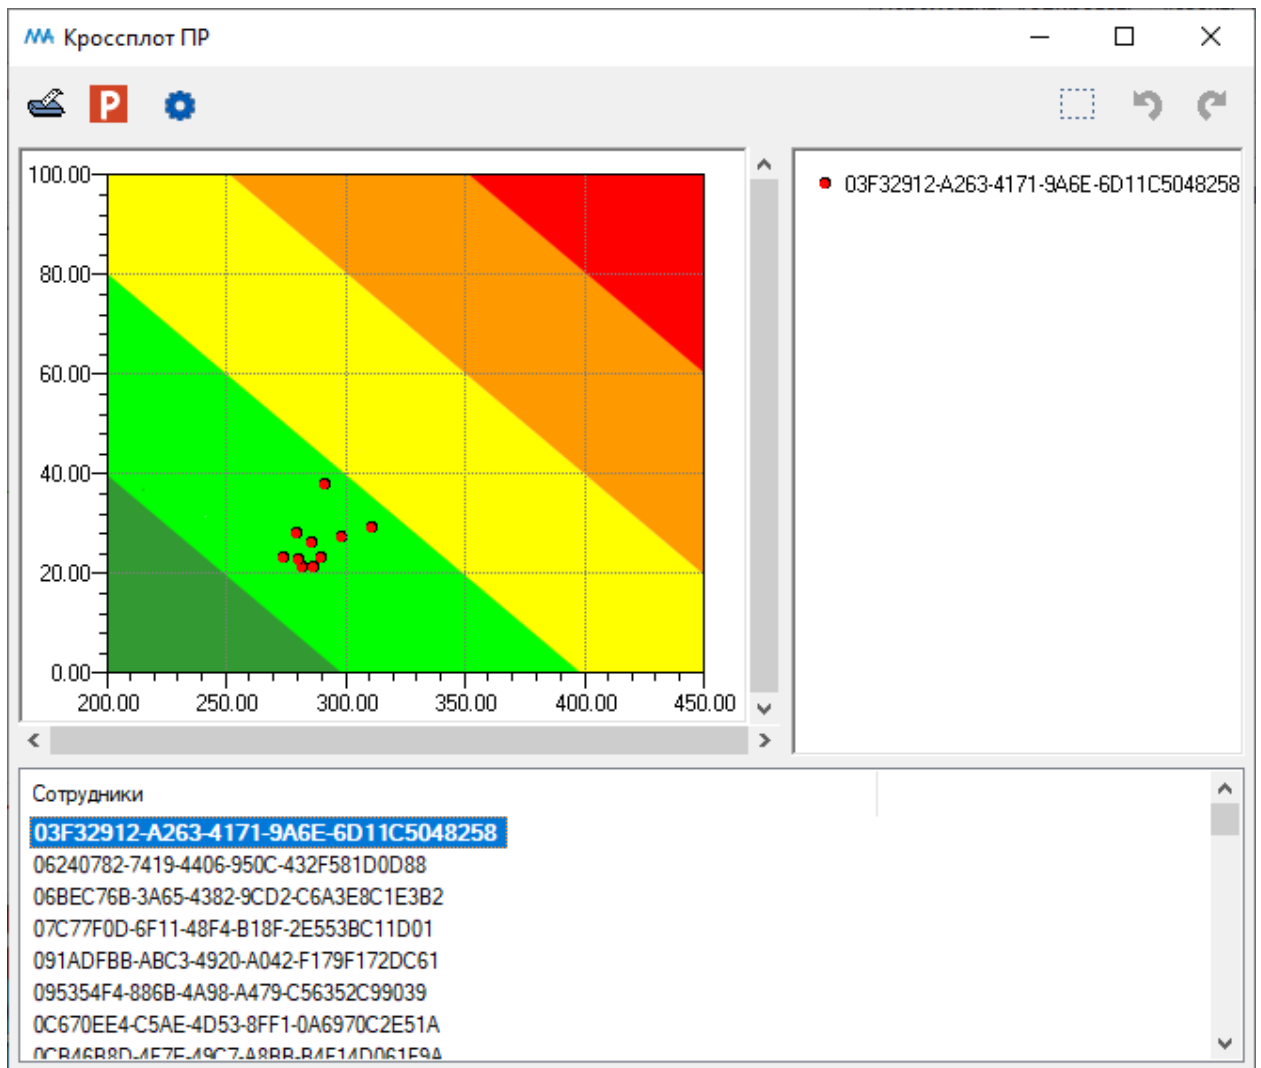 Кроссплот ПР
P
100.00
80.00
60.00
40.00
20.00
0.00
200.00 250.00 300.00 350.00 400.00 450.00
03F32912-A263-4171-9A6E-6D11C5048258
Сотрудники
03F32912-A263-4171-9A6E-6D11C5048258
06240782-7419-4406-950C-432F581D0D88
06BEC76B-3A65-4382-9CD2-C6A3E8C1E3B2
07C77F0D-6F11-48F4-B18F-2E553BC11D01
091ADFBB-ABC3-4920-A042-F179F172DC61
095354F4-886B-4A98-A479-C56352C99039
0C670EE4-C5AE-4D53-8FF1-0A6970C2E51A